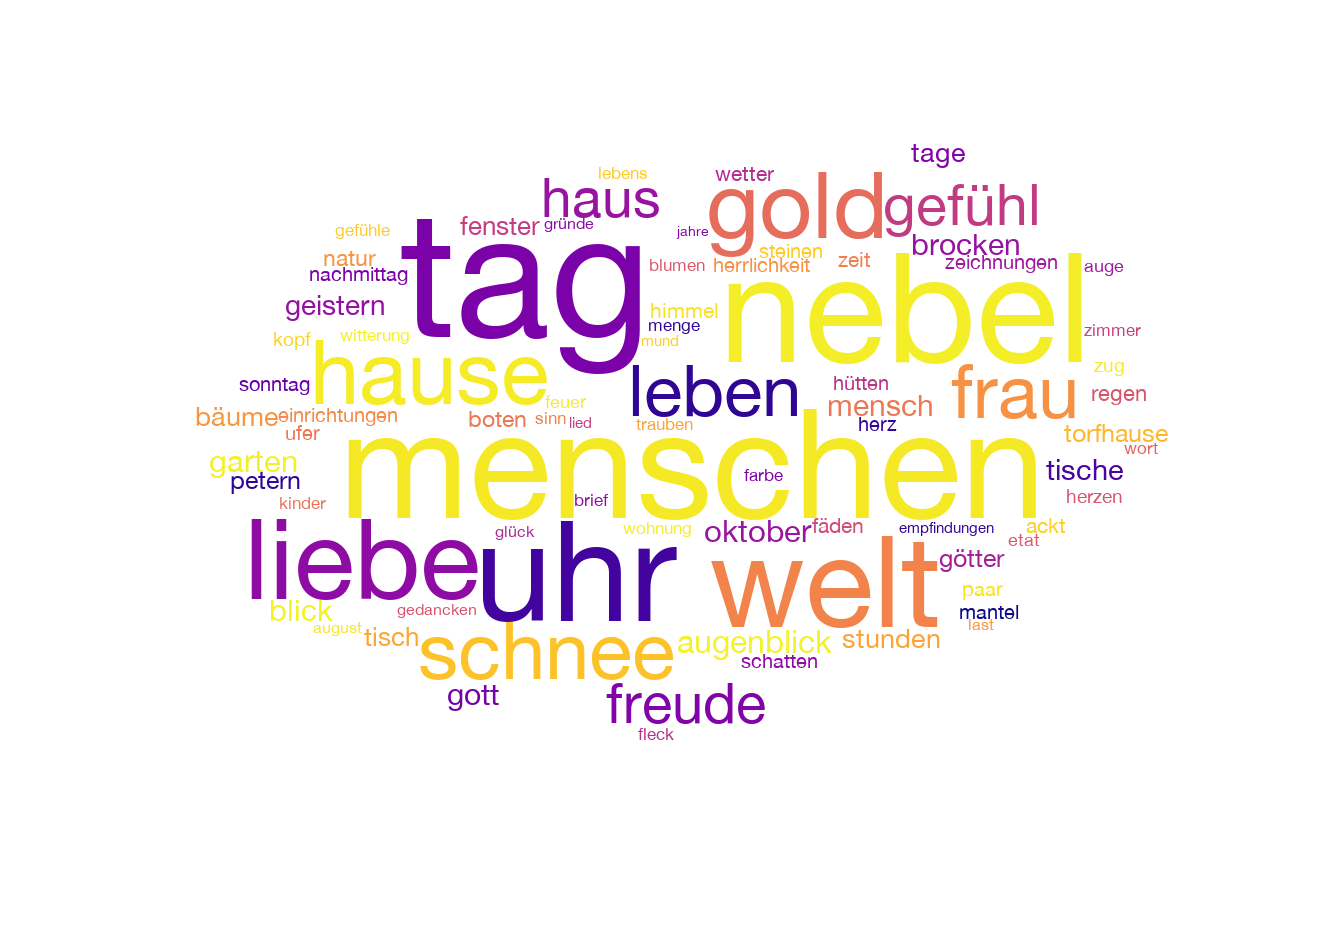 tage
lebens
wetter
haus
gold
gefühl
gefühle
fenster
gründe
jahre
tag
brocken
natur
steinen
nachmittag
blumen
herrlichkeit
zeit
zeichnungen
auge
nebel
geistern
himmel
menge
zimmer
kopf
witterung
mund
hause
zug
sonntag
leben
hütten
frau
regen
feuer
mensch
bäume
einrichtungen
boten
sinn
lied
trauben
herz
ufer
torfhause
wort
menschen
garten
petern
farbe
tische
kinder
brief
herzen
glück
wohnung
oktober
fäden
empfindungen
ackt
etat
liebe
uhr
welt
götter
blick
gedancken
paar
mantel
august
tisch
last
schnee
augenblick
stunden
schatten
gott
freude
fleck